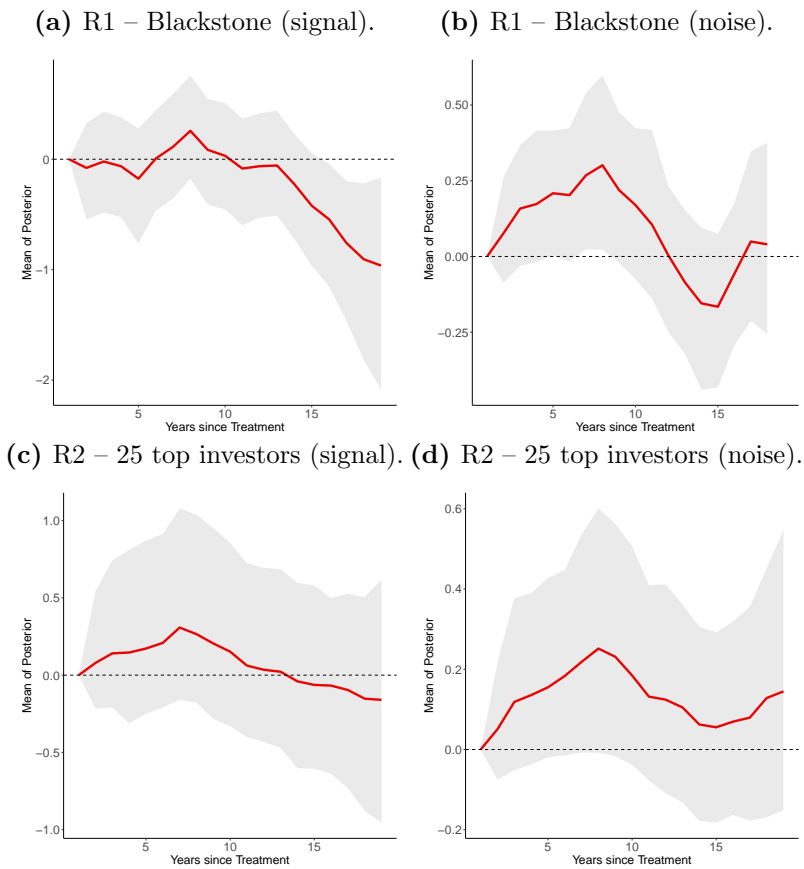 (a) R1 – Blackstone (signal).
0
−1
−2
5
10
15
Mean of Posterior
Years since Treatment
(b) R1 – Blackstone (noise).
0.50
0.25
0.00
−0.25
5
10
15
Mean of Posterior
Years since Treatment
(c) R2 – 25 top investors (signal).
1.0
0.5
0.0
−0.5
−1.0
5
10
15
Mean of Posterior
Years since Treatment
(d) R2 – 25 top investors (noise).
0.6
0.4
0.2
0.0
−0.2
5
10
15
Mean of Posterior
Years since Treatment